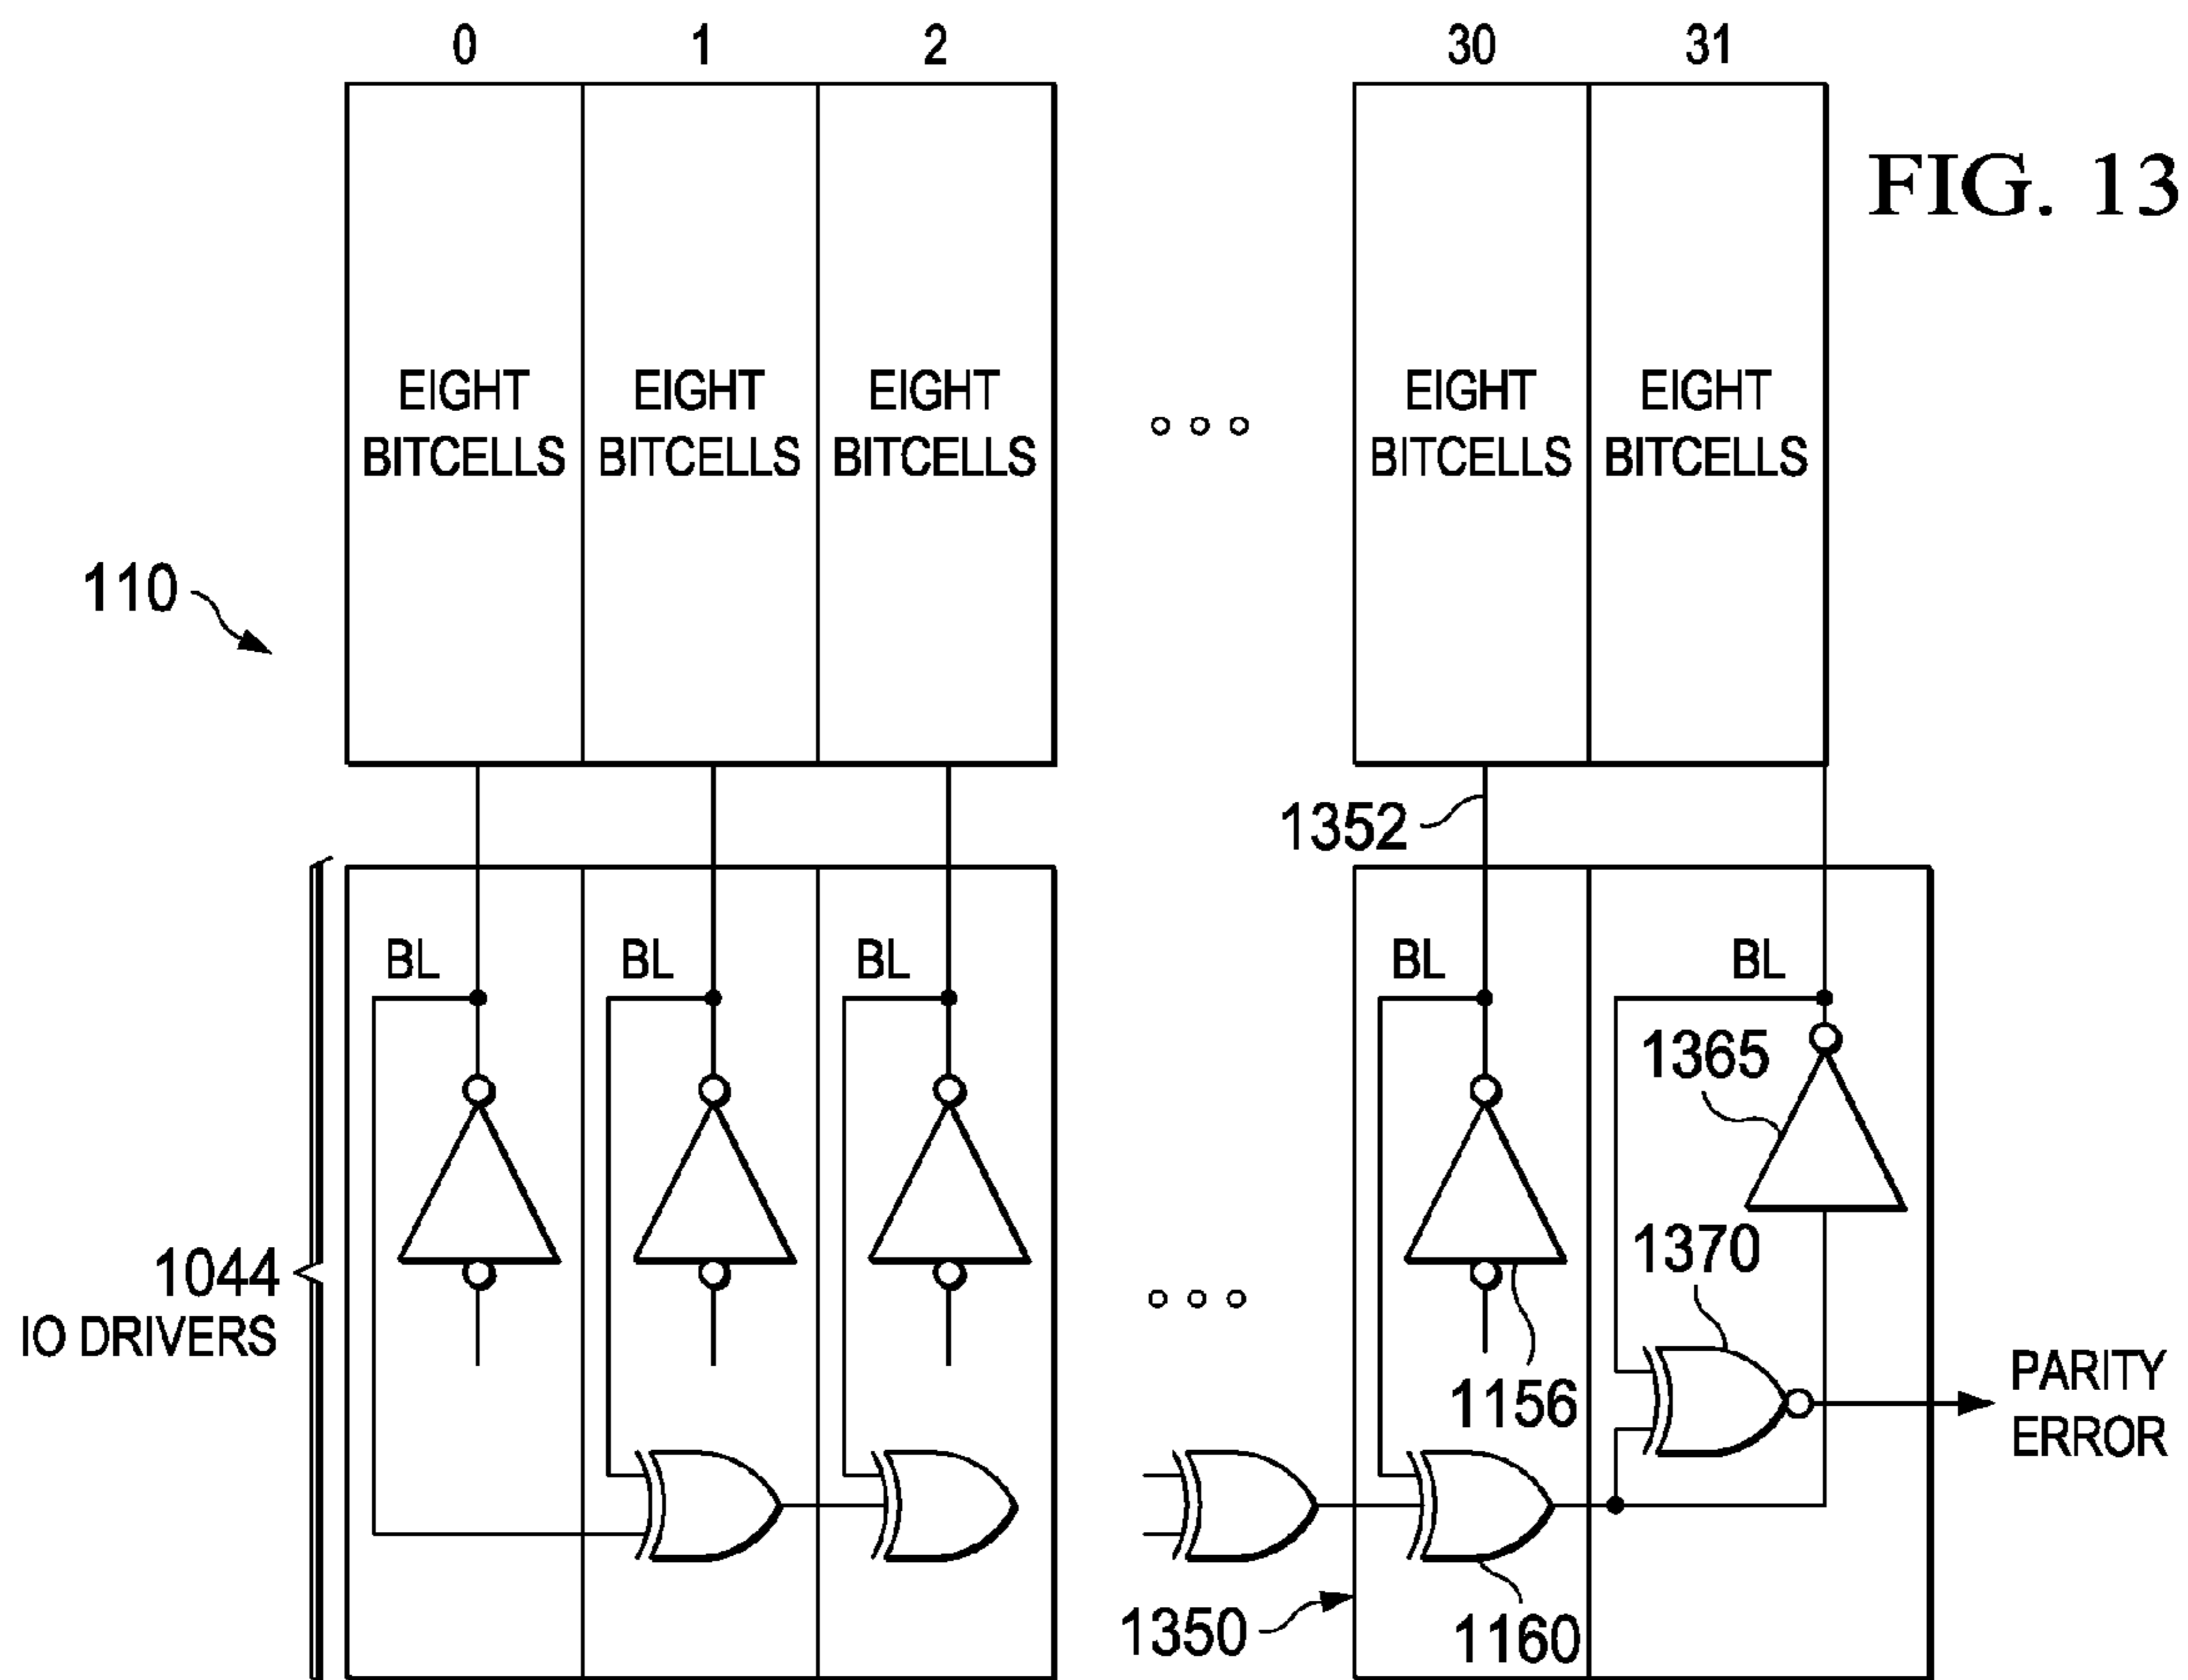 0 1 2 30 31
FIG. 13
EIGHT EIGHT EIGHT EIGHT EIGHT
BITCELLS BITCELLS BITCELLS BITCELLS BITCELLS
110
1352
BL BL BL BL BL
1365
1370
1044
IO DRIVERS
1156
PARITY
ERROR
1350
1160